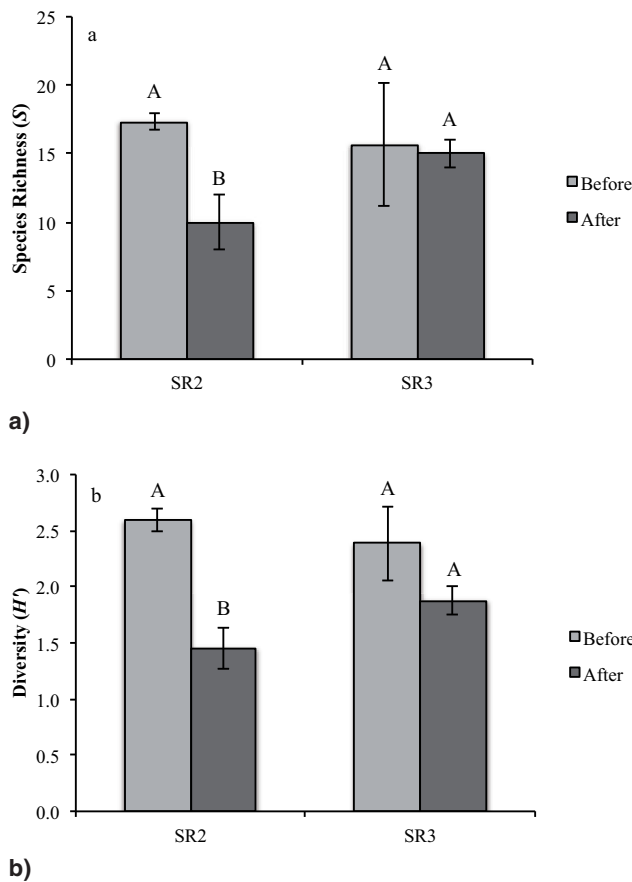 25
a
20
15
10
5
0
Species Richness (S)
A
B
A
A
Before
After
SR2
SR3
a)
3.0
b
2.5
2.0
1.5
1.0
0.5
0.0
Diversity (H')
A
B
A
A
Before
After
SR2
SR3
b)